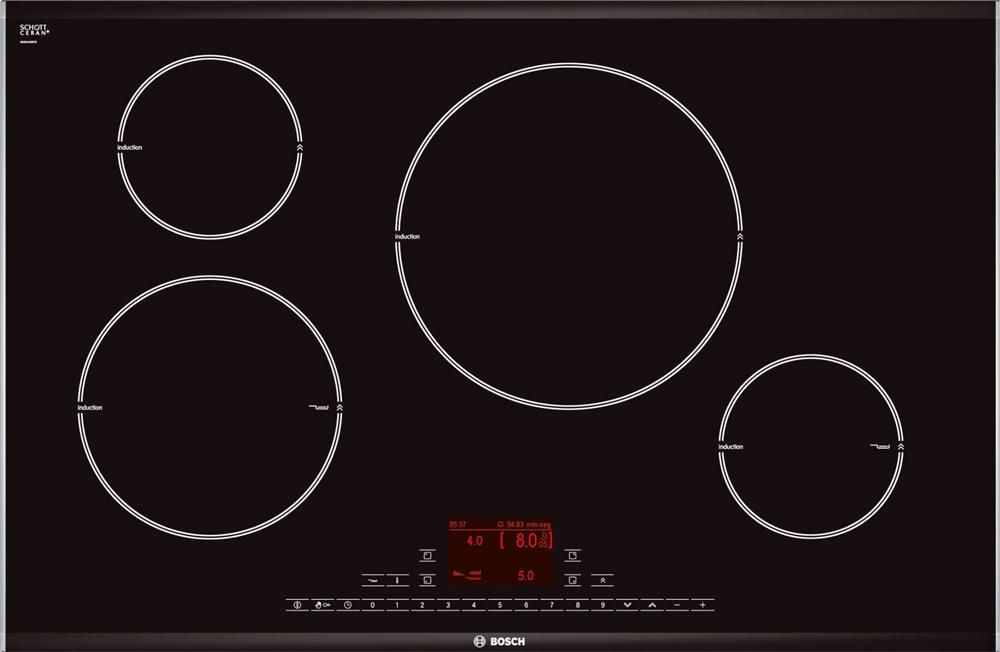 SCHOTT
CERAN®
induction
induction
induction
induction
05:37 04:03 min:seg
4.0 8.0
5.0
0 1 2 3 4 5 6 7 8 9 − +
BOSCH